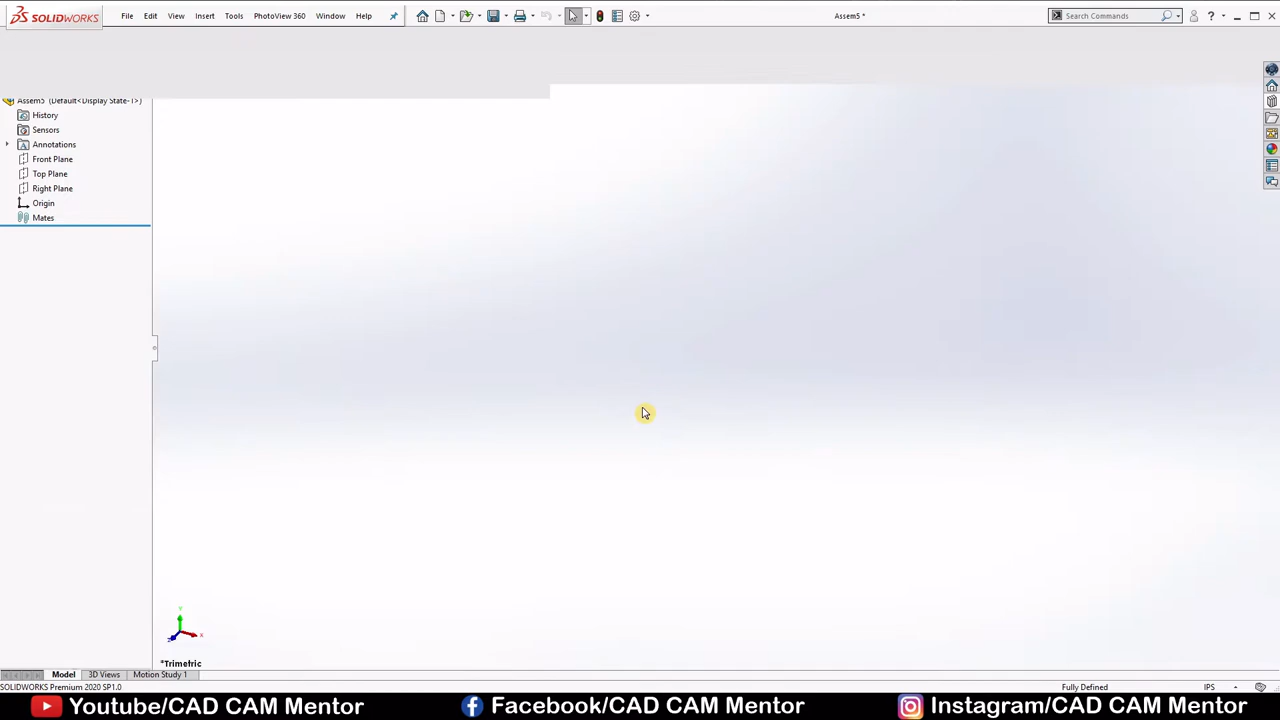 SOLIDWORKS File Edit View Insert Tools PhotoView 360 Window Help Assem5 * Search Commands ?
Assem5 (Default<Display State-1>)
History
Sensors
Annotations
Front Plane
Top Plane
Right Plane
Origin
Mates
Y
X
Z
*Trimetric
Model 3D Views Motion Study 1
SOLIDWORKS Premium 2020 SP1.0 Fully Defined IPS
Youtube/CAD CAM Mentor Facebook/CAD CAM Mentor Instagram/CAD CAM Mentor